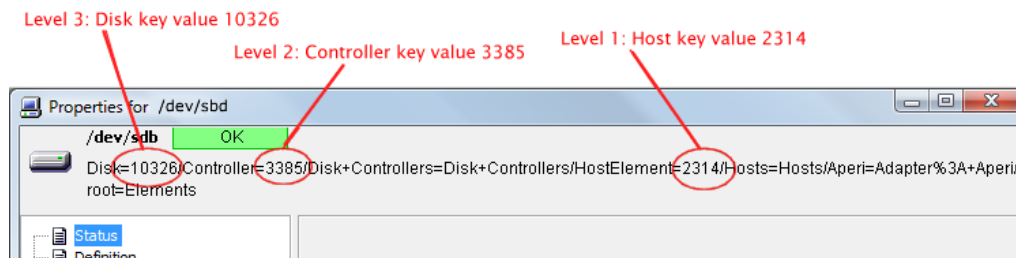 Level 3: Disk key value 10326
Level 2: Controller key value 3385
Level 1: Host key value 2314
Properties for /dev/sbd
/dev/sdb OK
Disk=10326/Controller=3385/Disk+Controllers=Disk+Controllers/HostElement=2314/Hosts=Hosts/Aperi=Adapter%3A+Aperi/
root=Elements
Status
Definition